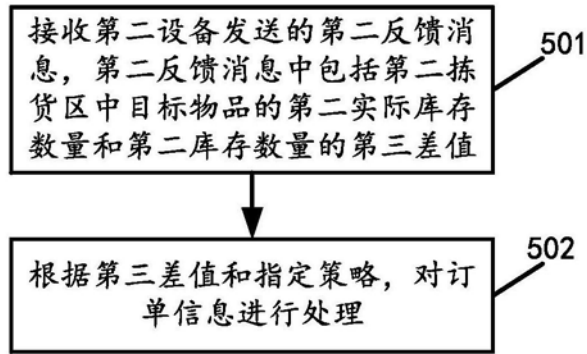 接收第二设备发送的第二反馈消
息，第二反馈消息中包括第二拣
货区中目标物品的第二实际库存
数量和第二库存数量的第三差值
501
根据第三差值和指定策略，对订
单信息进行处理
502